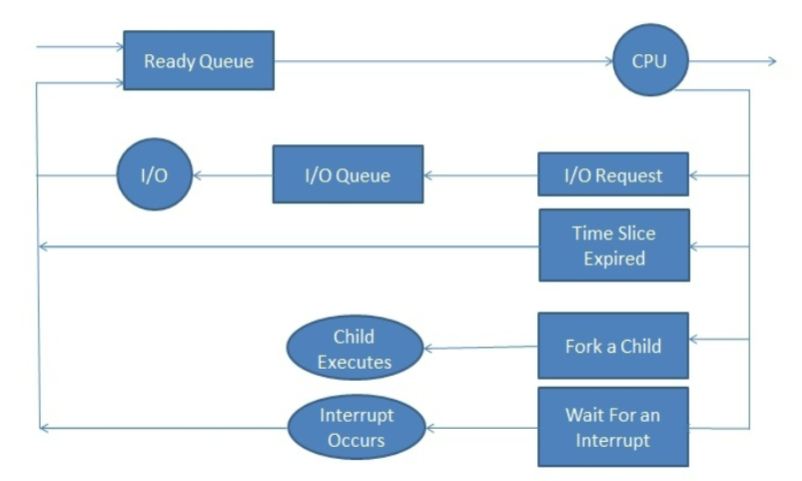 Ready Queue
CPU
I/O
I/O Queue
I/O Request
Time Slice
Expired
Child
Executes
Fork a Child
Interrupt
Occurs
Wait For an
Interrupt